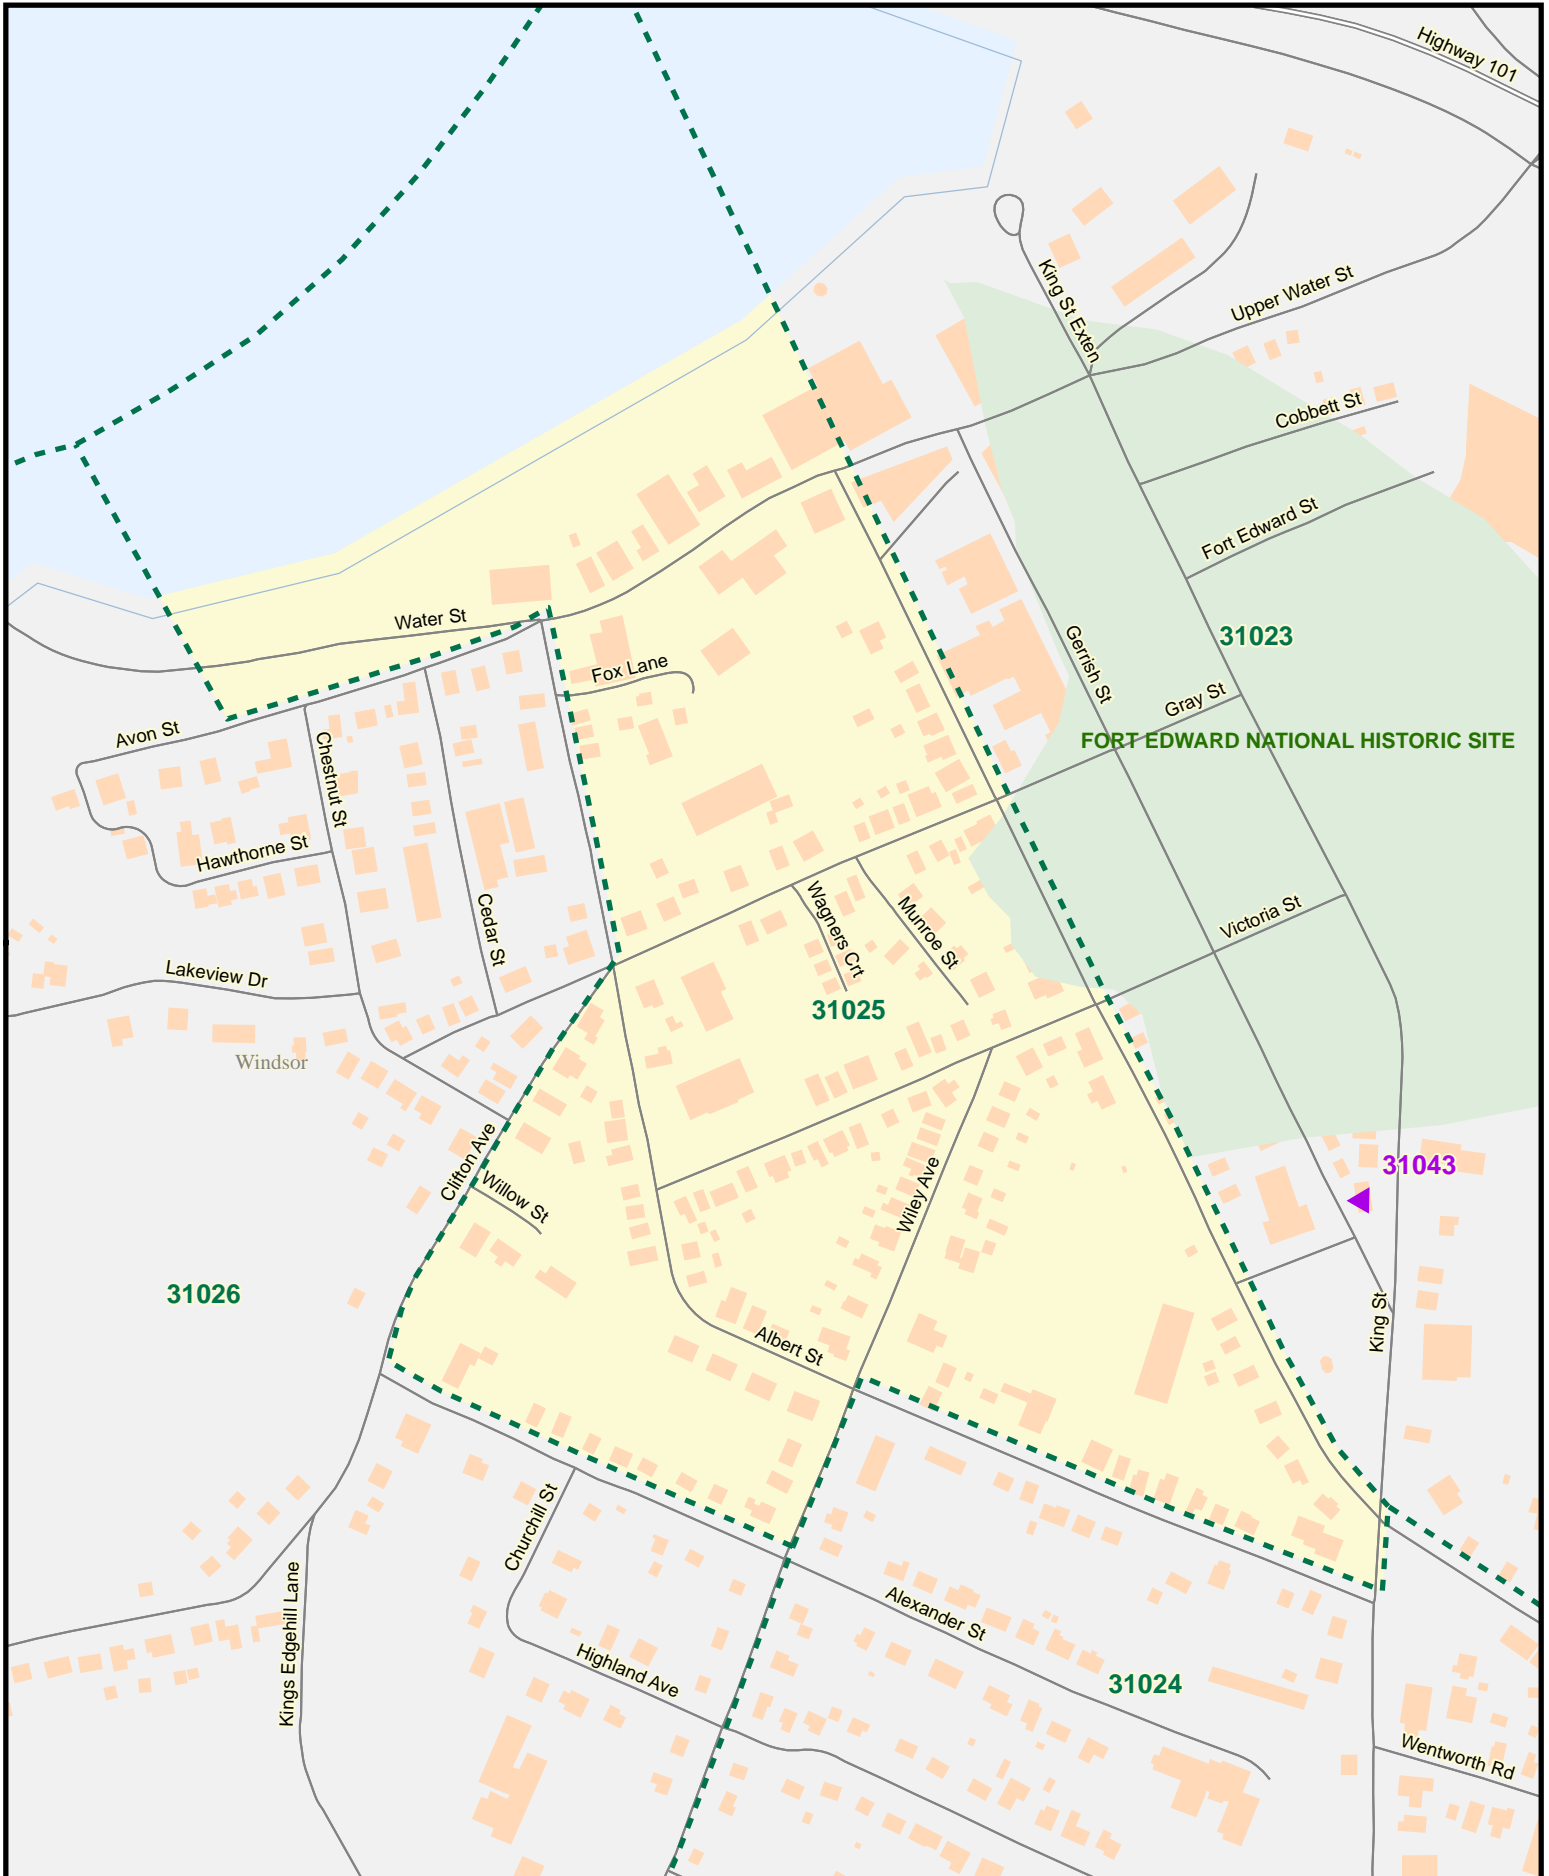 Highway 101
King St Exten
Upper Water St
Cobbett St
Fort Edward St
Water St
Fox Lane
Gerrish St
31023
Gray St
Avon St
Chestnut St
FORT EDWARD NATIONAL HISTORIC SITE
Hawthorne St
Cedar St
Wagners Crt
Munroe St
Victoria St
Lakeview Dr
31025
Windsor
Clifton Ave
Willow St
Wiley Ave
31043
31026
King St
Albert St
Churchill St
Kings Edgehill Lane
Alexander St
Highland Ave
31024
Wentworth Rd